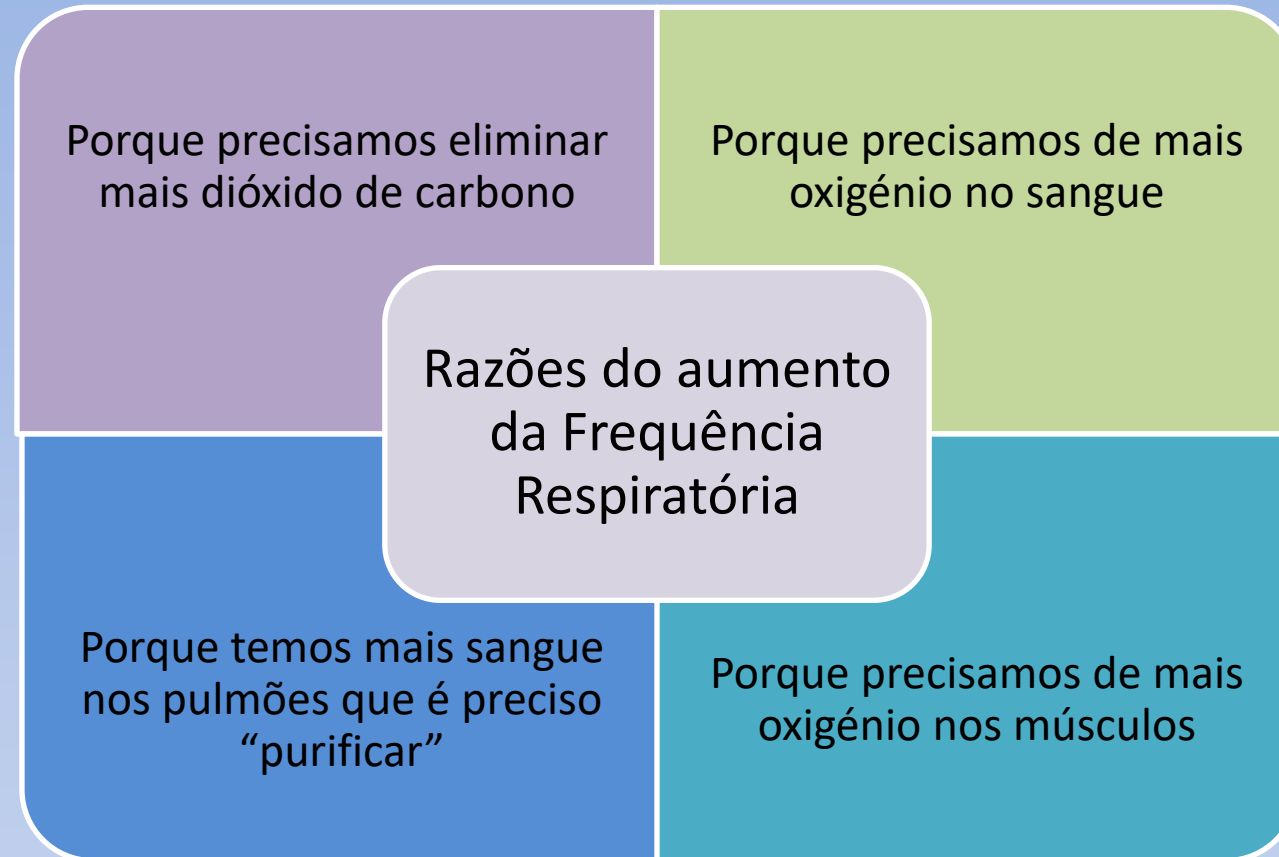 Porque precisamos eliminar
mais dióxido de carbono
Porque precisamos de mais
oxigénio no sangue
Razões do aumento
da Frequência
Respiratória
Porque temos mais sangue
nos pulmões que é preciso
“purificar”
Porque precisamos de mais
oxigénio nos músculos